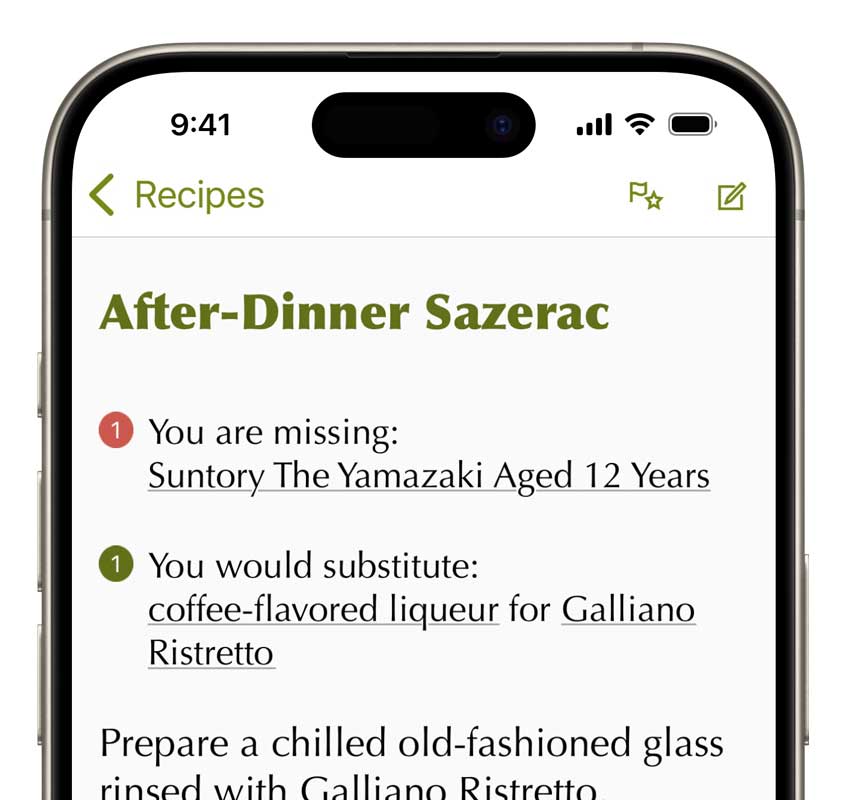 9:41
Recipes
After-Dinner Sazerac
1 You are missing:
Suntory The Yamazaki Aged 12 Years
1 You would substitute:
coffee-flavored liqueur for Galliano
Ristretto
Prepare a chilled old-fashioned glass
rinsed with Galliano Ristretto.